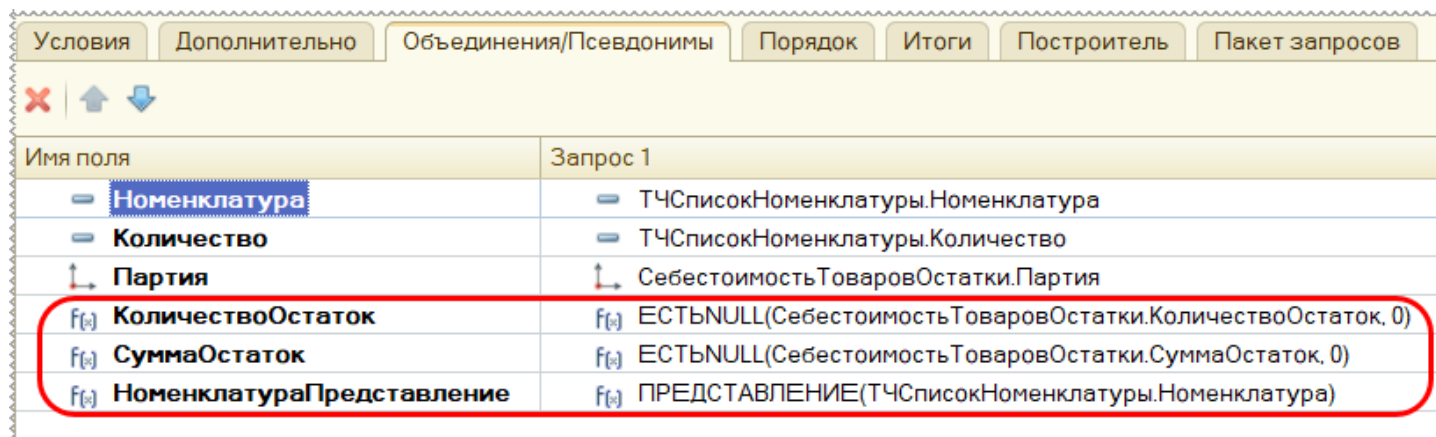 Условия Дополнительно Объединения/Псевдонимы Порядок Итоги Построитель Пакет запросов
Имя поля Запрос 1
Номенклатура ТЧСписокНоменклатуры.Номенклатура
Количество ТЧСписокНоменклатуры.Количество
Партия СебестоимостьТоваровОстатки.Партия
f(x) КоличествоОстаток f(x) ЕСТЬNULL(СебестоимостьТоваровОстатки.КоличествоОстаток, 0)
f(x) СуммаОстаток f(x) ЕСТЬNULL(СебестоимостьТоваровОстатки.СуммаОстаток, 0)
f(x) НоменклатураПредставление f(x) ПРЕДСТАВЛЕНИЕ(ТЧСписокНоменклатуры.Номенклатура)